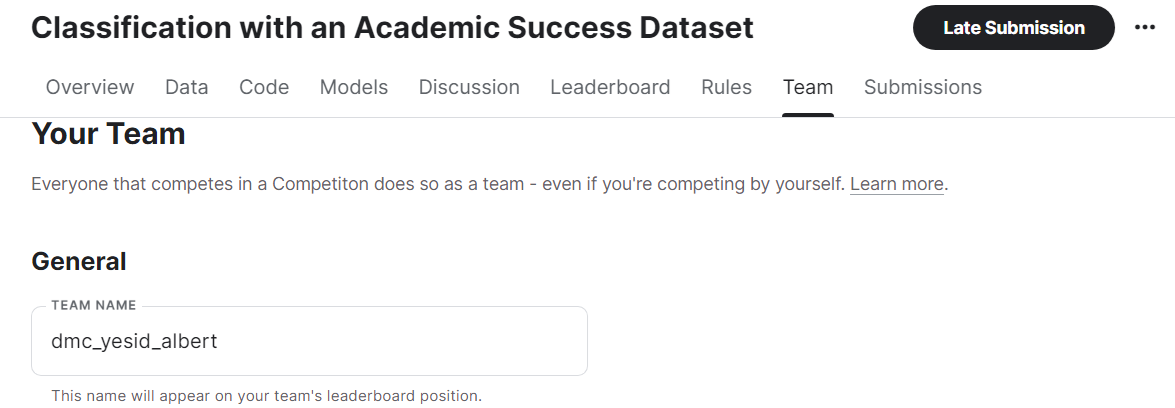 Classification with an Academic Success Dataset
Late Submission
Overview Data Code Models Discussion Leaderboard Rules Team Submissions
Your Team
Everyone that competes in a Competiton does so as a team - even if you're competing by yourself. Learn more.
General
TEAM NAME
dmc_yesid_albert
This name will appear on your team's leaderboard position.